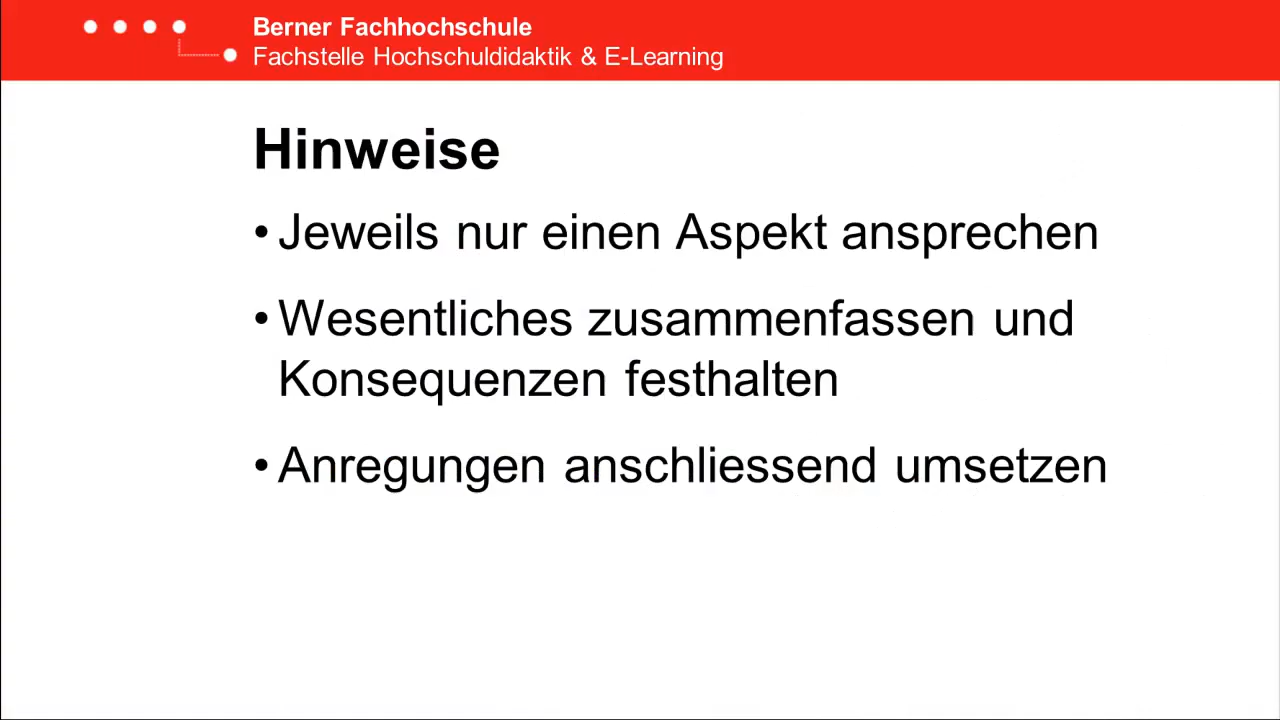 Berner Fachhochschule
Fachstelle Hochschuldidaktik & E-Learning
Hinweise
• Jeweils nur einen Aspekt ansprechen
• Wesentliches zusammenfassen und
Konsequenzen festhalten
• Anregungen anschliessend umsetzen